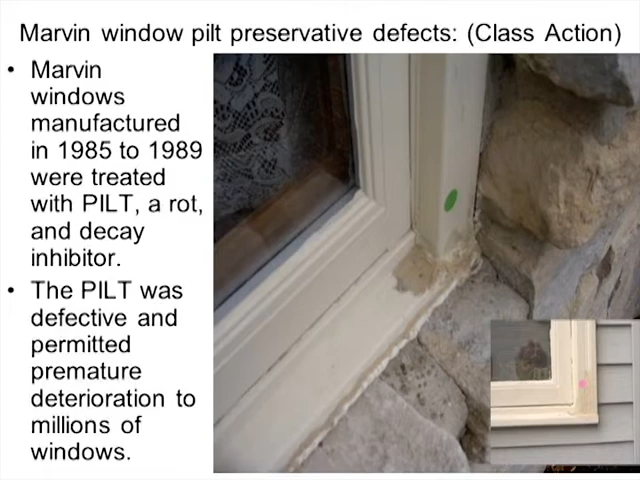 Marvin window pilt preservative defects: (Class Action)
• Marvin
windows
manufactured
in 1985 to 1989
were treated
with PILT, a rot,
and decay
inhibitor.
• The PILT was
defective and
permitted
premature
deterioration to
millions of
windows.